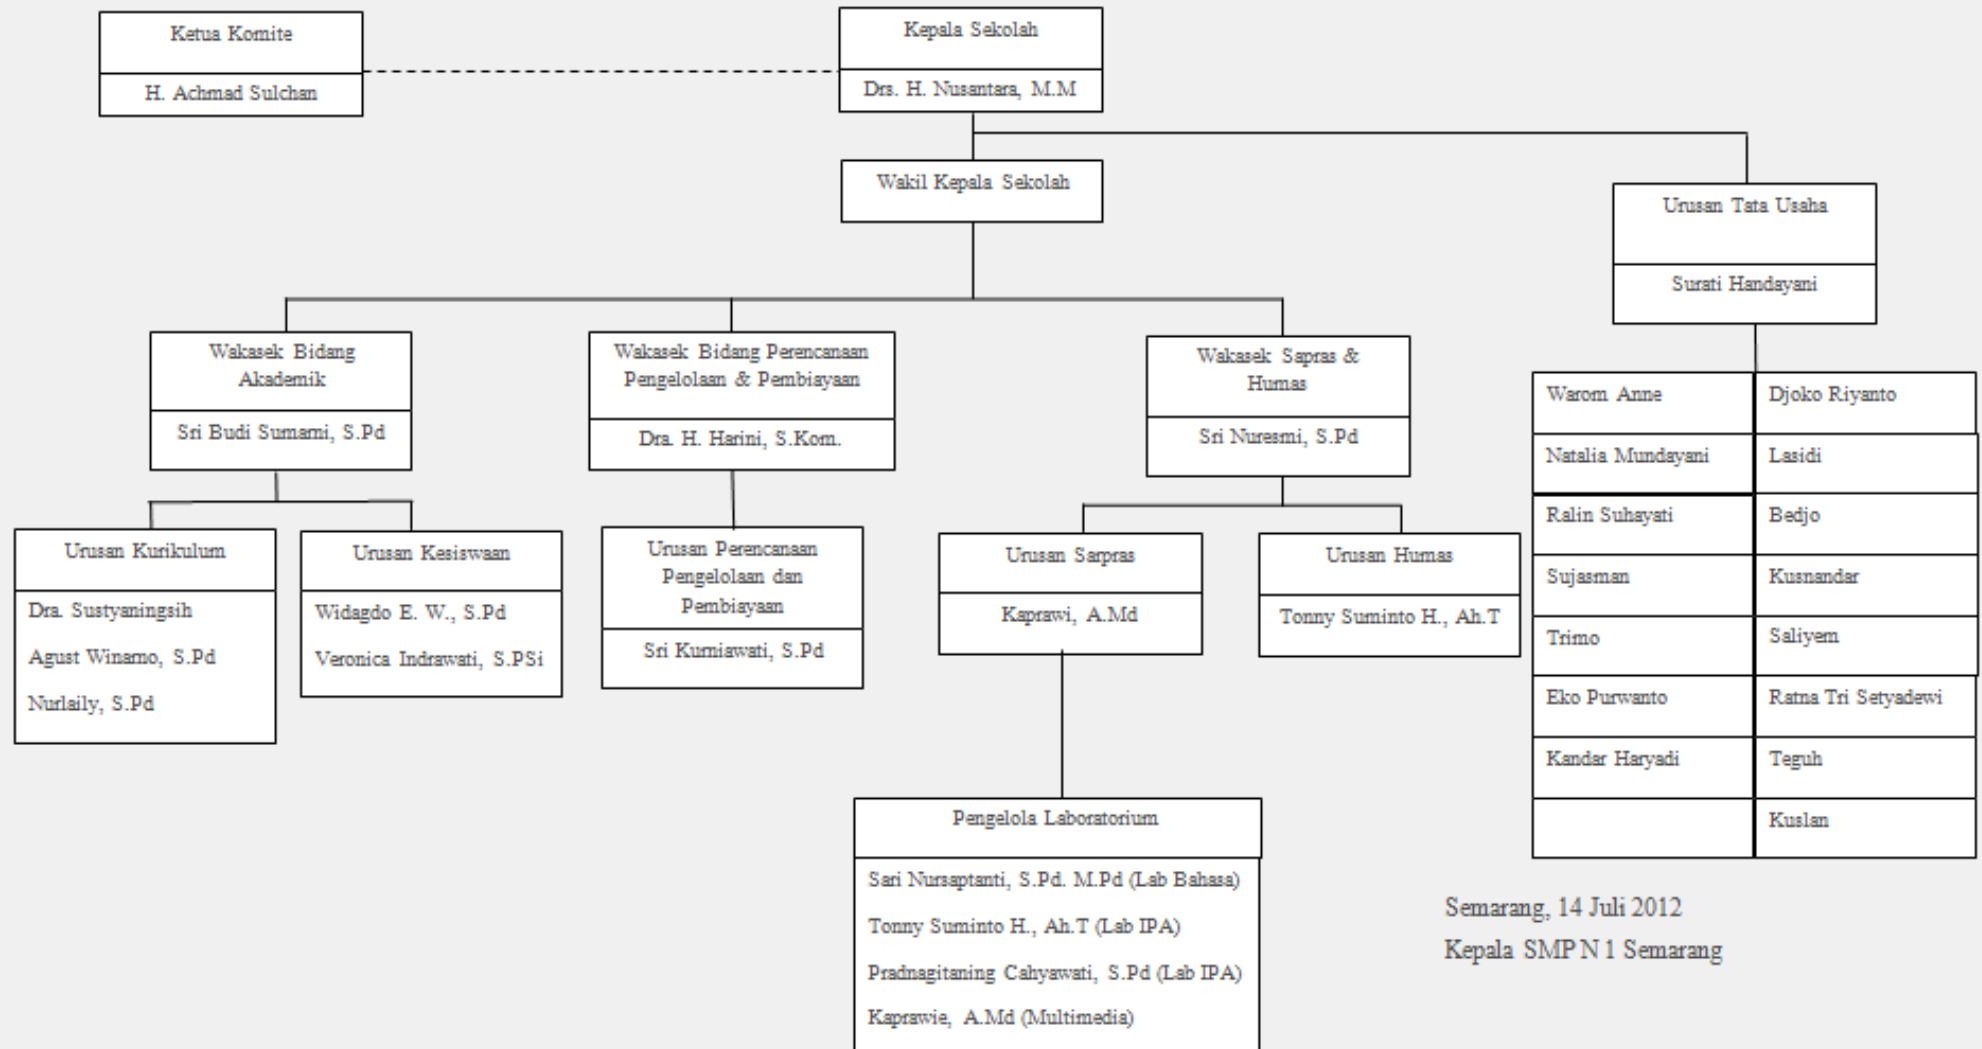 Ketua Komite
H. Achmad Sulchan
Kepala Sekolah
Drs. H. Nusantara, M.M
Wakil Kepala Sekolah
Urusan Tata Usaha
Surati Handayani
Wakasek Bidang
Akademik
Sri Budi Sumarni, S.Pd
Wakasek Bidang Perencanaan
Pengelolaan & Pembiayaan
Dra. H. Harini, S.Kom.
Wakasek Sapras &
Humas
Sri Nuresmi, S.Pd
Urusan Kurikulum
Dra. Sustyaningsih
Agust Winarno, S.Pd
Nurlaily, S.Pd
Urusan Kesiswaan
Widagdo E. W., S.Pd
Veronica Indrawati, S.PSi
Urusan Perencanaan
Pengelolaan dan
Pembiayaan
Sri Kurniawati, S.Pd
Urusan Sarpras
Kaprawi, A.Md
Urusan Humas
Tonny Suminto H., Ah.T
Pengelola Laboratorium
Sari Nursaptanti, S.Pd. M.Pd (Lab Bahasa)
Tonny Suminto H., Ah.T (Lab IPA)
Pradnagitaning Cahyawati, S.Pd (Lab IPA)
Kaprawie, A.Md (Multimedia)
Warom Anne
Djoko Riyanto
Natalia Mundayani
Lasidi
Ralin Suhayati
Bedjo
Sujasman
Kusnandar
Trimo
Saliyem
Eko Purwanto
Ratna Tri Setyadewi
Kandar Haryadi
Teguh
Kuslan
Semarang, 14 Juli 2012
Kepala SMP N 1 Semarang